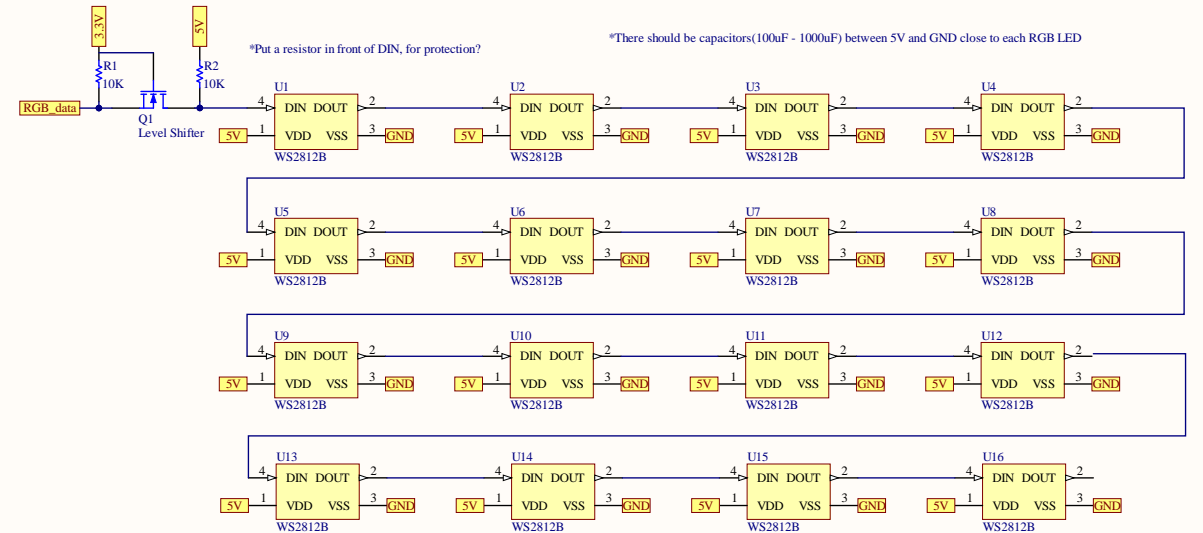 3.3V
5V
*Put a resistor in front of DIN, for protection?
*There should be capacitors(100uF - 1000uF) between 5V and GND close to each RGB LED
R1
10K
R2
10K
RGB_data
Q1
Level Shifter
U1
4 DIN DOUT 2
5V 1 VDD VSS 3 GND
WS2812B
U2
4 DIN DOUT 2
5V 1 VDD VSS 3 GND
WS2812B
U3
4 DIN DOUT 2
5V 1 VDD VSS 3 GND
WS2812B
U4
4 DIN DOUT 2
5V 1 VDD VSS 3 GND
WS2812B
U5
4 DIN DOUT 2
5V 1 VDD VSS 3 GND
WS2812B
U6
4 DIN DOUT 2
5V 1 VDD VSS 3 GND
WS2812B
U7
4 DIN DOUT 2
5V 1 VDD VSS 3 GND
WS2812B
U8
4 DIN DOUT 2
5V 1 VDD VSS 3 GND
WS2812B
U9
4 DIN DOUT 2
5V 1 VDD VSS 3 GND
WS2812B
U10
4 DIN DOUT 2
5V 1 VDD VSS 3 GND
WS2812B
U11
4 DIN DOUT 2
5V 1 VDD VSS 3 GND
WS2812B
U12
4 DIN DOUT 2
5V 1 VDD VSS 3 GND
WS2812B
U13
4 DIN DOUT 2
5V 1 VDD VSS 3 GND
WS2812B
U14
4 DIN DOUT 2
5V 1 VDD VSS 3 GND
WS2812B
U15
4 DIN DOUT 2
5V 1 VDD VSS 3 GND
WS2812B
U16
4 DIN DOUT 2
5V 1 VDD VSS 3 GND
WS2812B